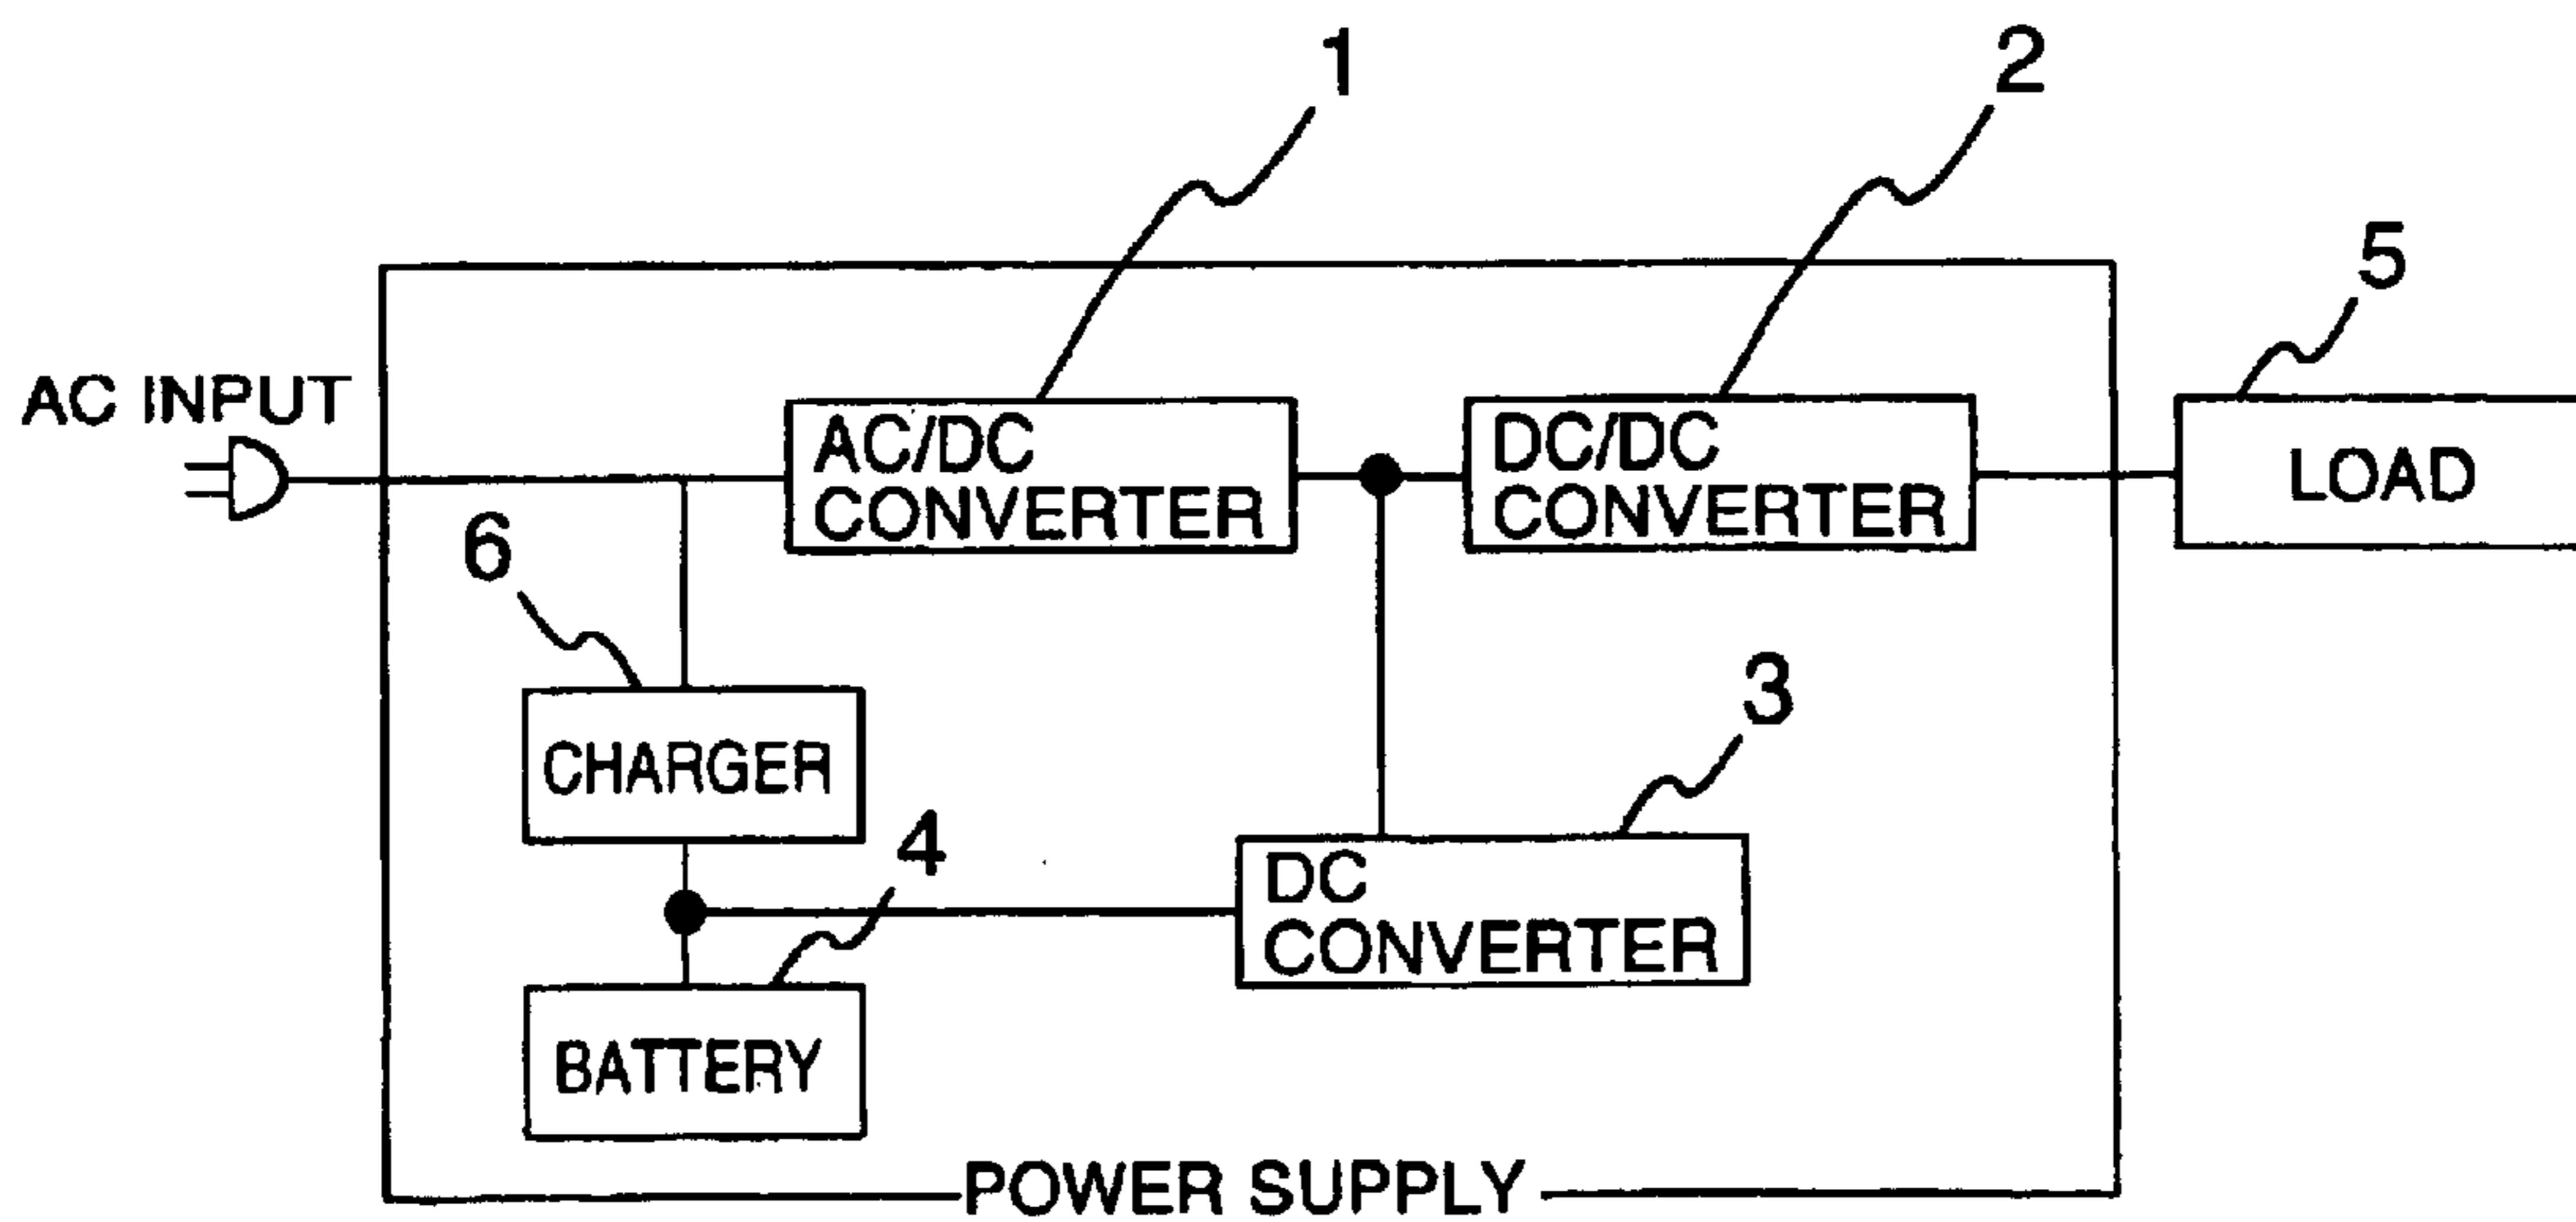 1
2
5
AC INPUT
AC/DC
CONVERTER
DC/DC
CONVERTER
LOAD
6
3
CHARGER
4
DC
CONVERTER
BATTERY
POWER SUPPLY